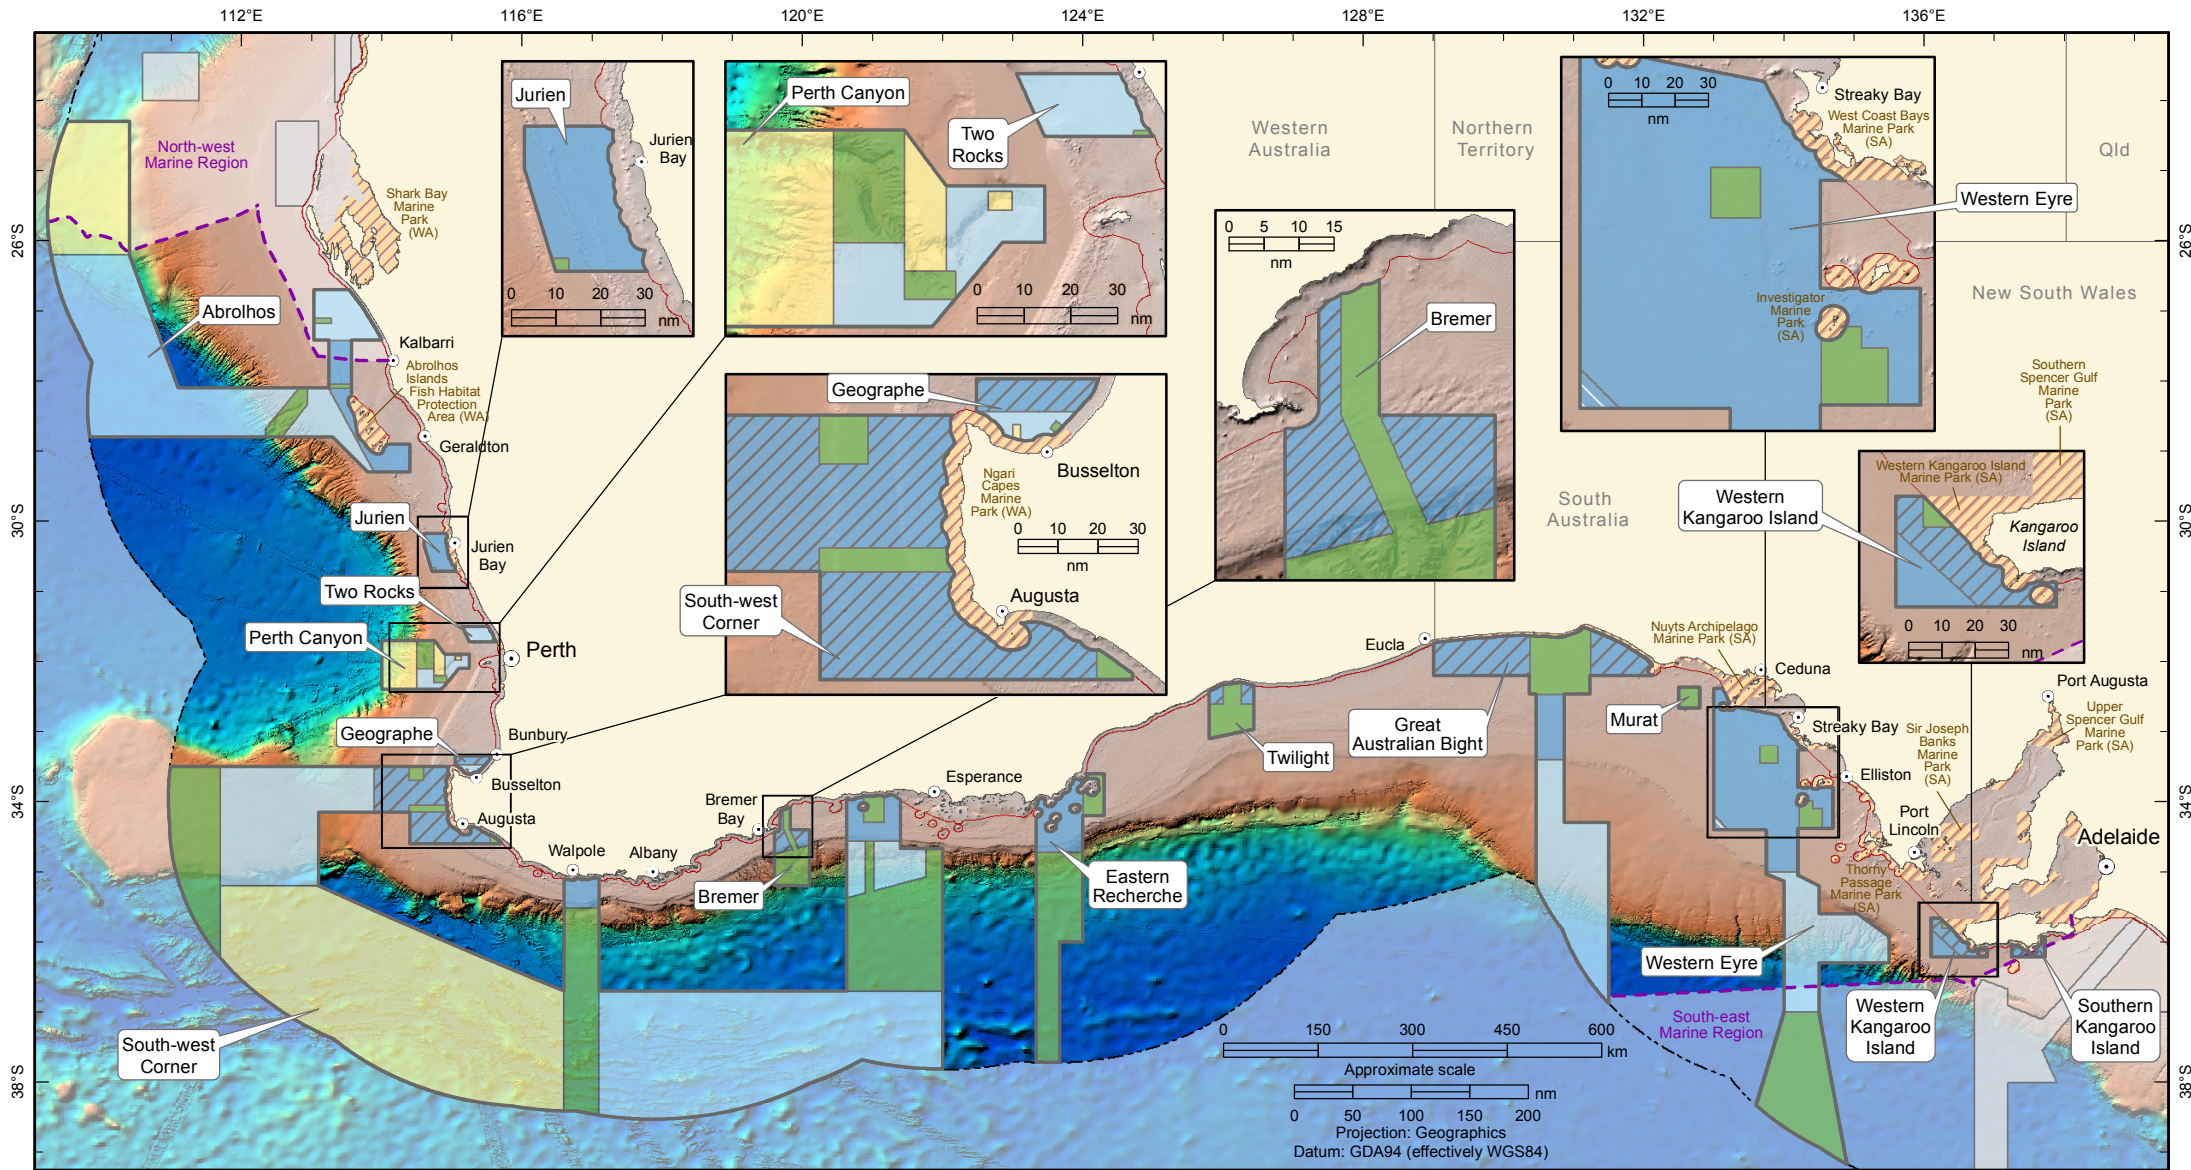 112°E
116°E
120°E
124°E
128°E
132°E
136°E
26°S
30°S
34°S
38°S
26°S
30°S
34°S
38°S
North-west
Marine Region
Shark Bay
Marine
Park
(WA)
Abrolhos
Kalbarri
Abrolhos
Islands
Fish Habitat
Protection
Area (WA)
Geraldton
Jurien
Jurien
Bay
Two Rocks
Perth Canyon
Perth
Geographe
Bunbury
Busselton
Augusta
South-west
Corner
Walpole
Albany
Bremer
Bay
Bremer
Esperance
Eastern
Recherche
Twilight
Eucla
Great
Australian Bight
Murat
Nuyts Archipelago
Marine Park (SA)
Ceduna
Streaky Bay
Elliston
Sir Joseph
Banks
Marine
Park
(SA)
Port
Lincoln
Thorny
Passage
Marine Park
(SA)
Port Augusta
Upper
Spencer Gulf
Marine
Park (SA)
Adelaide
Western Eyre
Western
Kangaroo
Island
Southern
Kangaroo
Island
South-east
Marine Region
Jurien
Jurien
Bay
0 10 20 30
nm
Perth Canyon
Two
Rocks
0 10 20 30
nm
Geographe
Busselton
Ngari
Capes
Marine
Park (WA)
0 10 20 30
nm
Augusta
South-west
Corner
0 5 10 15
nm
Bremer
0 10 20 30
nm
Streaky Bay
West Coast Bays
Marine Park
(SA)
Western Eyre
Investigator
Marine
Park
(SA)
Southern
Spencer Gulf
Marine
Park
(SA)
Western Kangaroo Island
Marine Park (SA)
Kangaroo
Island
Western
Kangaroo Island
0 10 20 30
nm
Western
Australia
Northern
Territory
Qld
New South Wales
South
Australia
0 150 300 450 600
km
Approximate scale
nm
0 50 100 150 200
Projection: Geographics
Datum: GDA94 (effectively WGS84)